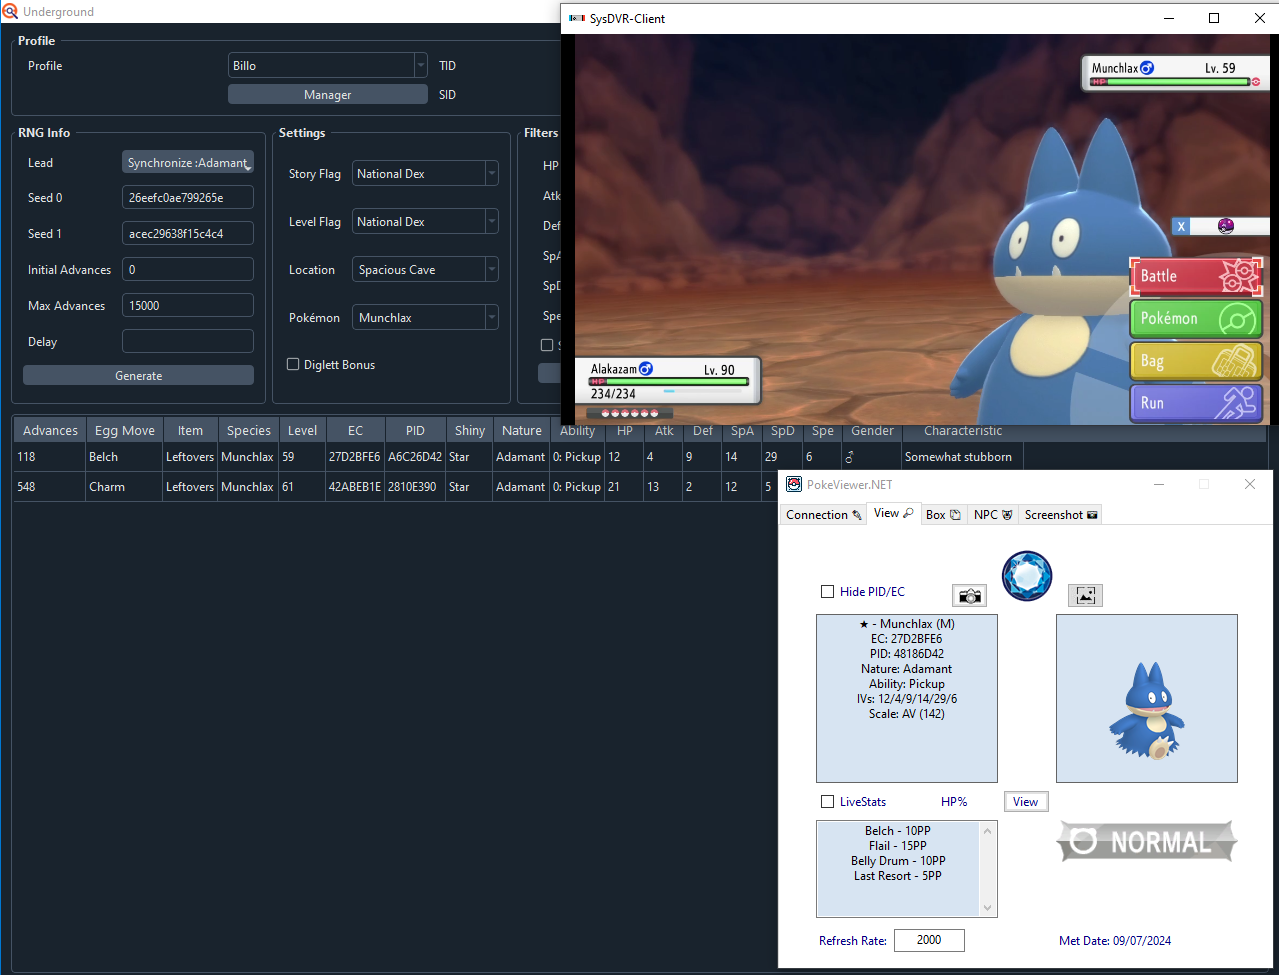 Underground
Profile
Profile
Billo
TID
Manager
SID
RNG Info
Lead
Synchronize :Adamant
Seed 0
26eefc0ae799265e
Seed 1
acec29638f15c4c4
Initial Advances
0
Max Advances
15000
Delay
Generate
Settings
Story Flag
National Dex
Level Flag
National Dex
Location
Spacious Cave
Pokémon
Munchlax
Diglett Bonus
Filters
HP
Atk
Def
SpA
SpD
Spe
S
SysDVR-Client
Munchlax♂ Lv. 59
HP
X
Battle
Pokémon
Bag
Run
Alakazam♂ Lv. 90
HP
234/234
Advances Egg Move Item Species Level EC PID Shiny Nature Ability HP Atk Def SpA SpD Spe Gender Characteristic
118 Belch Leftovers Munchlax 59 27D2BFE6 A6C26D42 Star Adamant 0: Pickup 12 4 9 14 29 6 ♂ Somewhat stubborn
548 Charm Leftovers Munchlax 61 42ABEB1E 2810E390 Star Adamant 0: Pickup 21 13 2 12 5
PokeViewer.NET
Connection View Box NPC Screenshot
Hide PID/EC
★ - Munchlax (M)
EC: 27D2BFE6
PID: 48186D42
Nature: Adamant
Ability: Pickup
IVs: 12/4/9/14/29/6
Scale: AV (142)
LiveStats HP% View
Belch - 10PP
Flail - 15PP
Belly Drum - 10PP
Last Resort - 5PP
NORMAL
Refresh Rate: 2000
Met Date: 09/07/2024